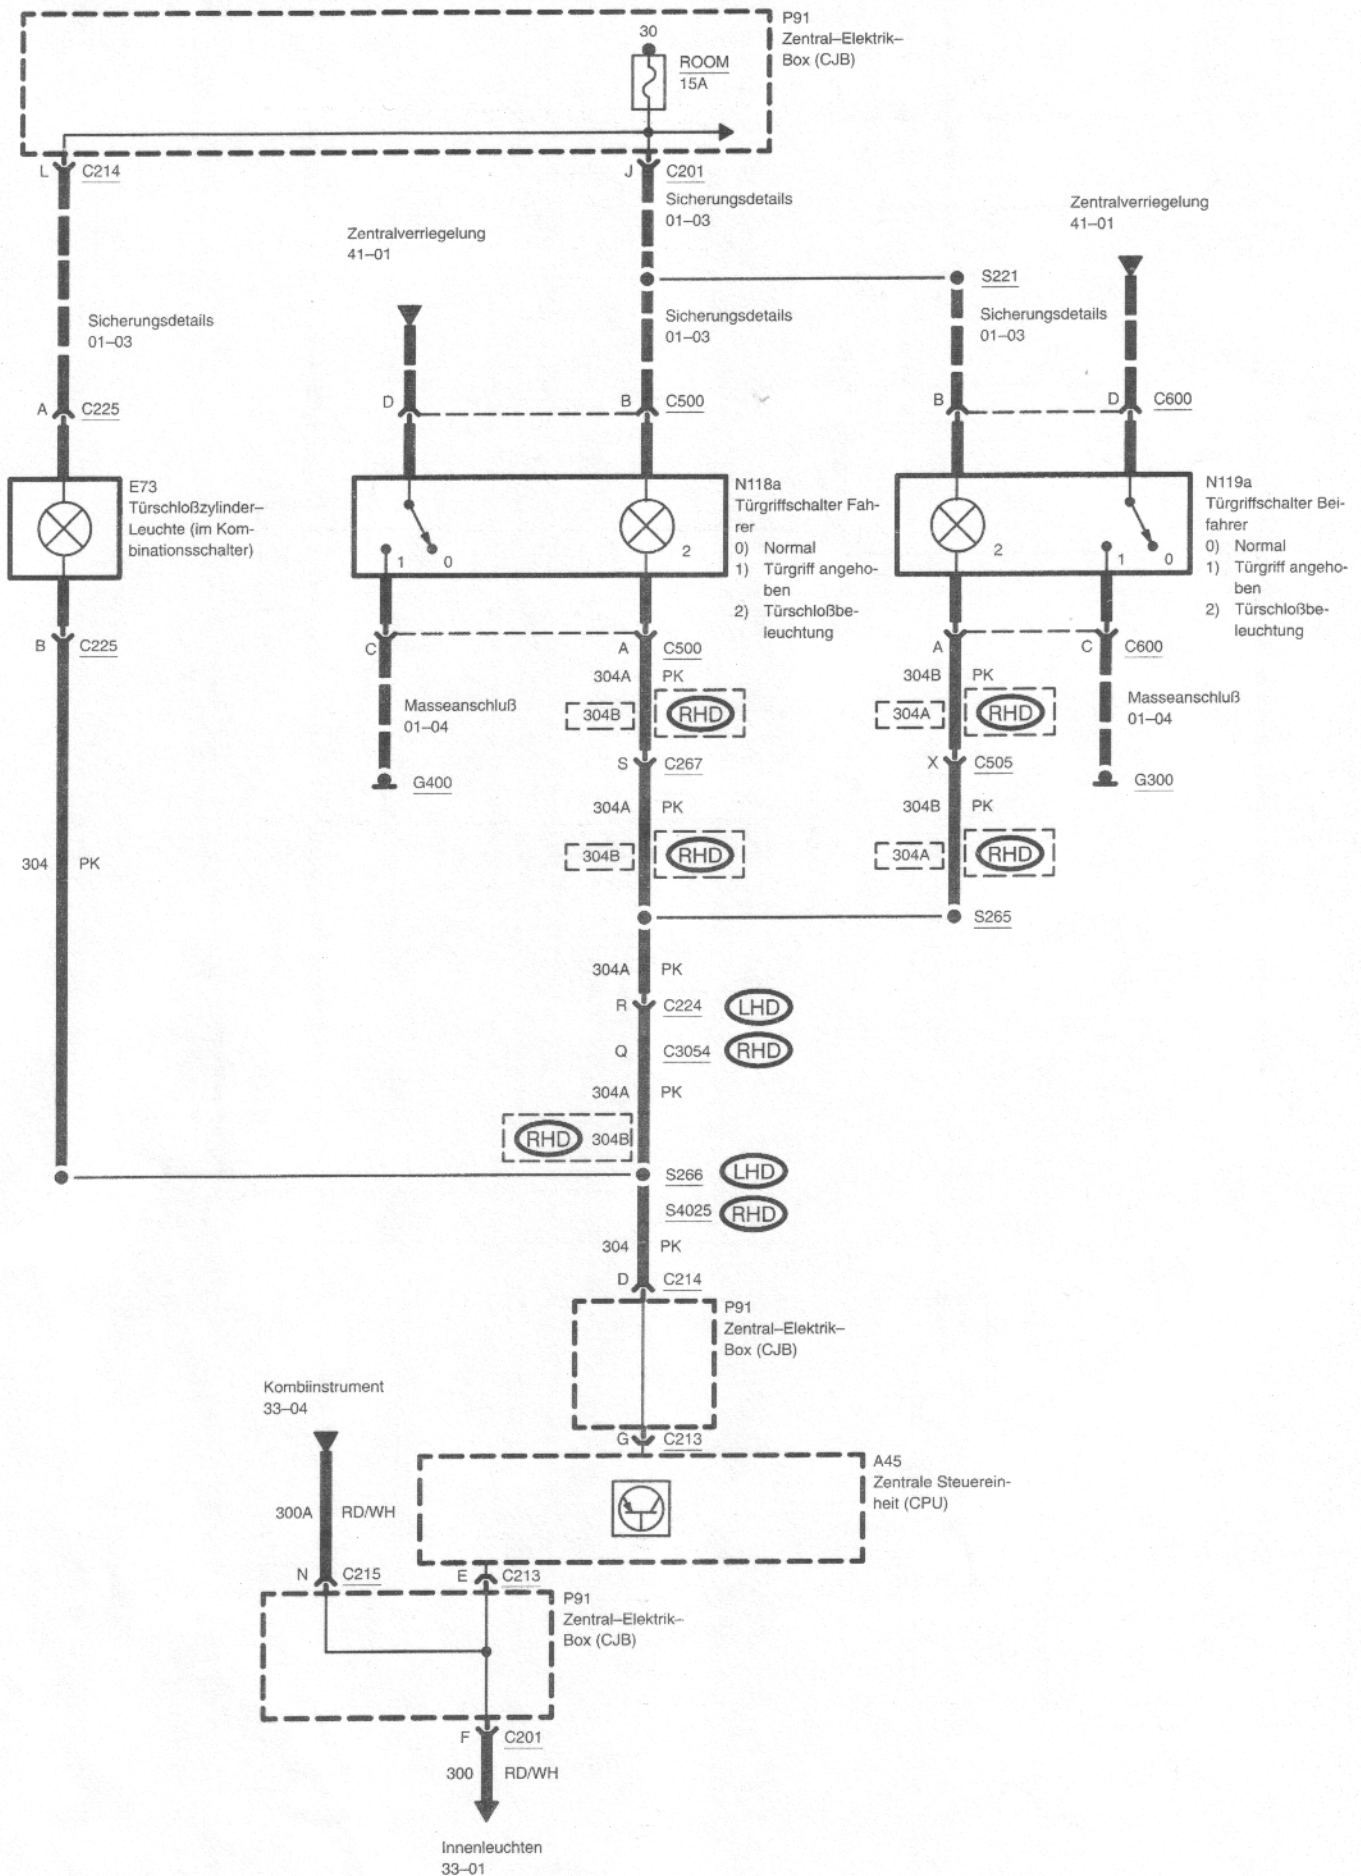 P91
Zentral–Elektrik–
Box (CJB)
30
ROOM
15A
L C214
J C201
Sicherungsdetails
01–03
Zentralverriegelung
41–01
Zentralverriegelung
41–01
S221
Sicherungsdetails
01–03
Sicherungsdetails
01–03
Sicherungsdetails
01–03
A C225
D
B C500
B
D C600
E73
Türschloßzylinder–
Leuchte (im Kom-
binationsschalter)
1
0
2
N118a
Türgriffschalter Fah-
rer
0) Normal
1) Türgriff angeho-
ben
2) Türschloßbe-
leuchtung
2
1
0
N119a
Türgriffschalter Bei-
fahrer
0) Normal
1) Türgriff angeho-
ben
2) Türschloßbe-
leuchtung
B C225
C
A C500
A
C C600
304A PK
304B RHD
304B PK
304A RHD
Masseanschluß
01–04
Masseanschluß
01–04
S C267
X C505
G400
G300
304A PK
304B RHD
304B PK
304A RHD
304 PK
S265
304A PK
R C224 LHD
Q C3054 RHD
304A PK
RHD 304B
S266 LHD
S4025 RHD
304 PK
D C214
P91
Zentral–Elektrik–
Box (CJB)
Kombiinstrument
33–04
G C213
A45
Zentrale Steuerein-
heit (CPU)
300A RD/WH
N C215
E C213
P91
Zentral–Elektrik–
Box (CJB)
F C201
300 RD/WH
Innenleuchten
33–01